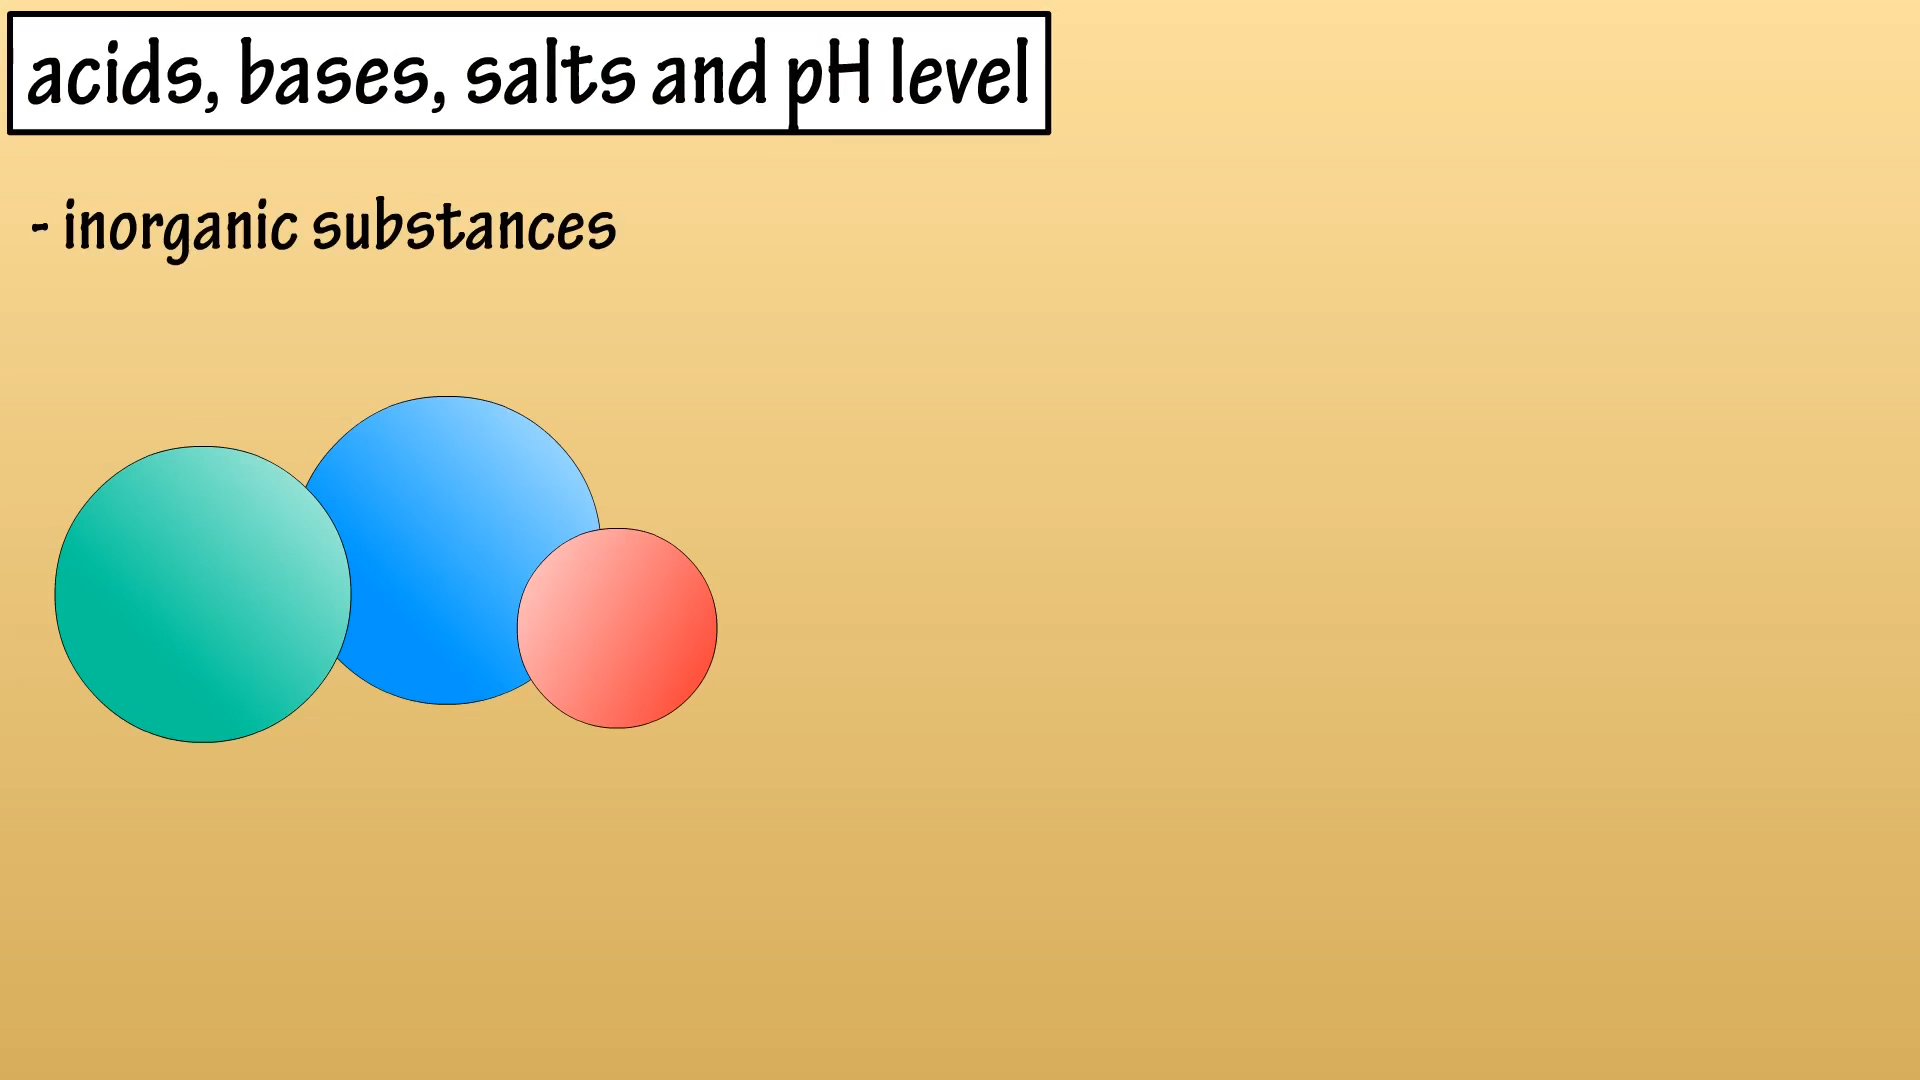 acids, bases, salts and pH level
- inorganic substances